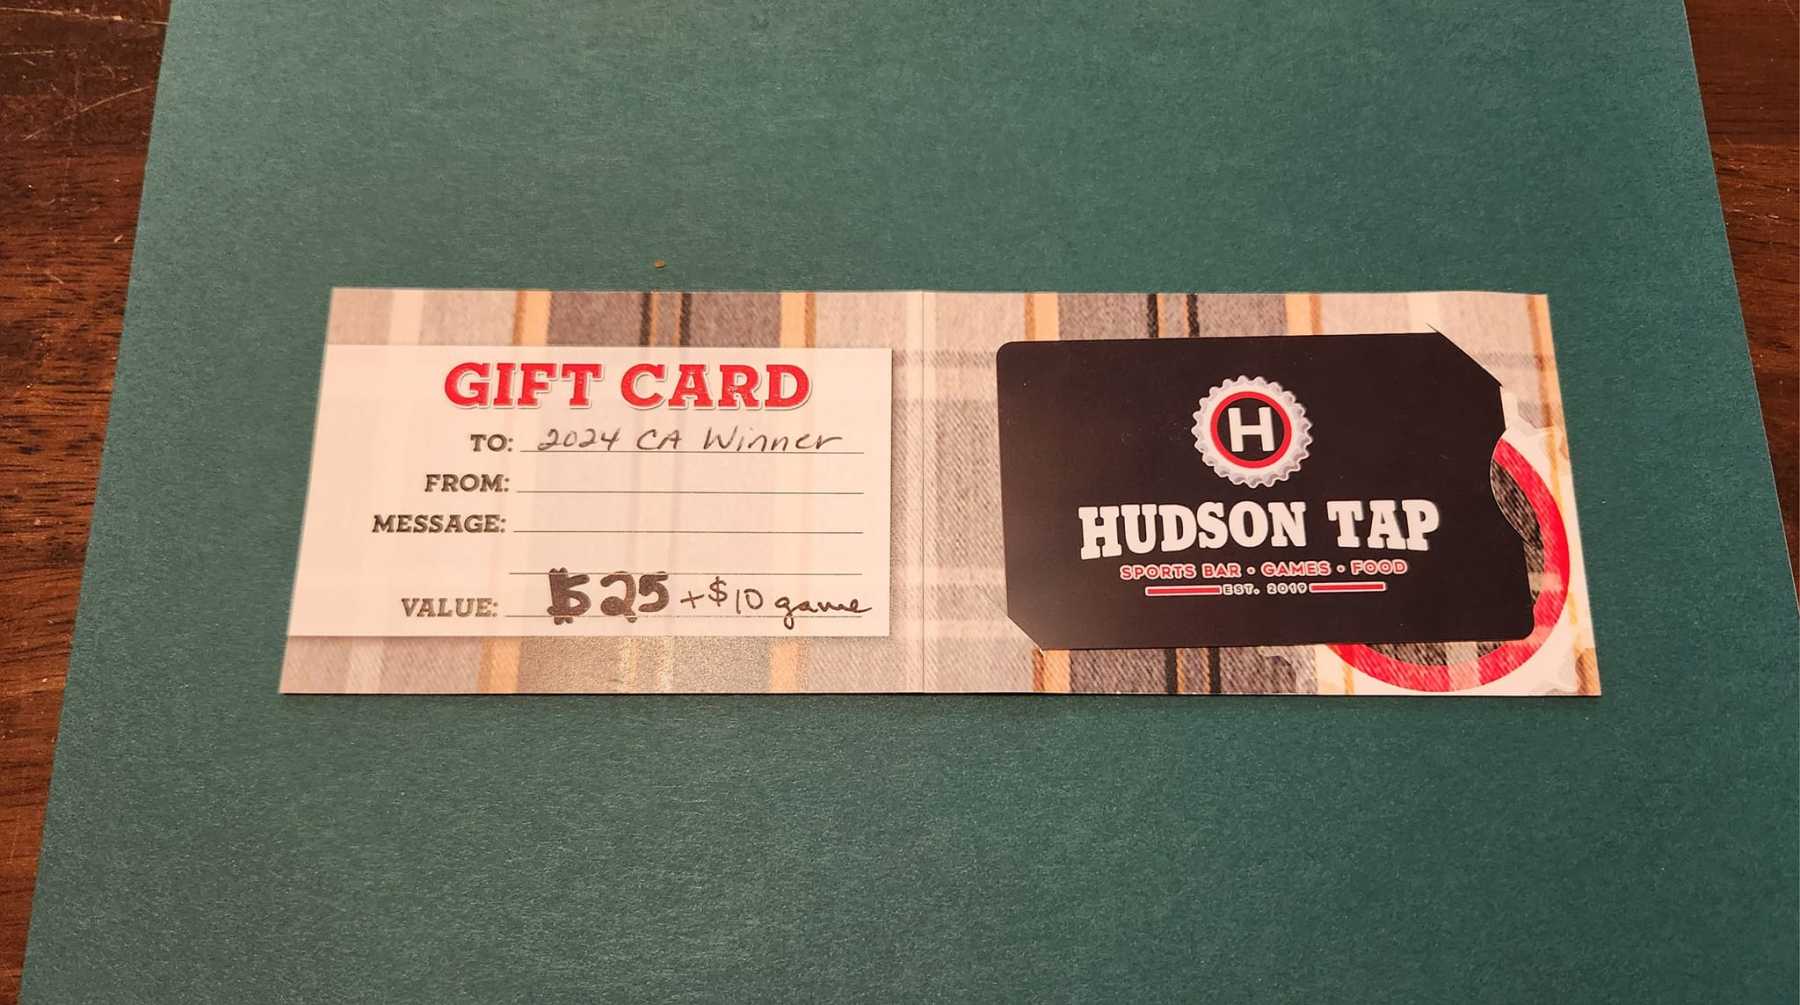 GIFT CARD
TO: 2024 CA Winner
FROM:
MESSAGE:
VALUE: $25 + $10 game
H
HUDSON TAP
SPORTS BAR • GAMES • FOOD
EST. 2019